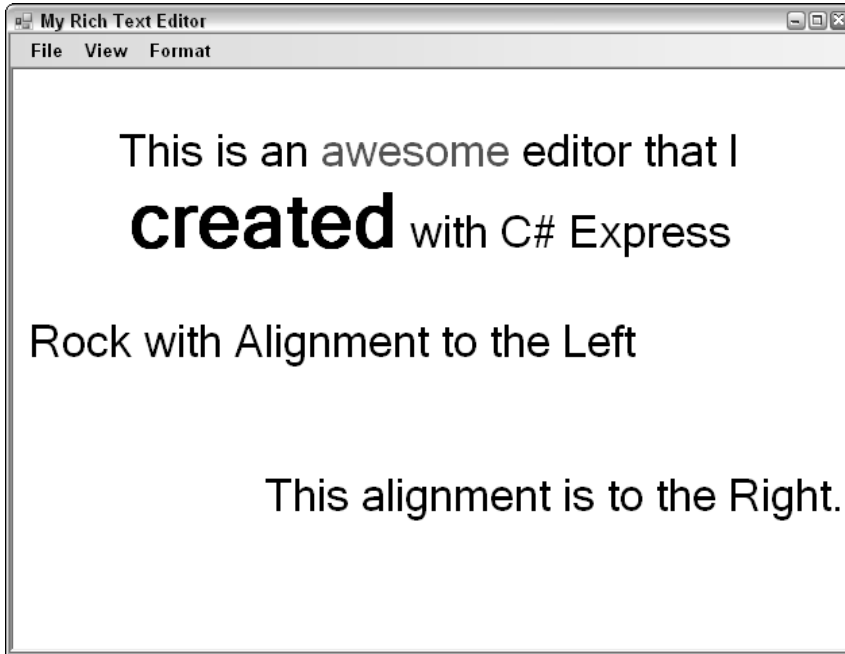 My Rich Text Editor
File View Format
This is an awesome editor that I
created with C# Express
Rock with Alignment to the Left
This alignment is to the Right.